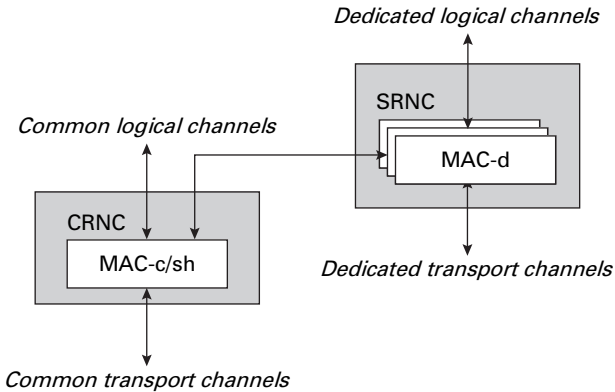 Dedicated logical channels
SRNC
Common logical channels
MAC-d
CRNC
MAC-c/sh
Dedicated transport channels
Common transport channels